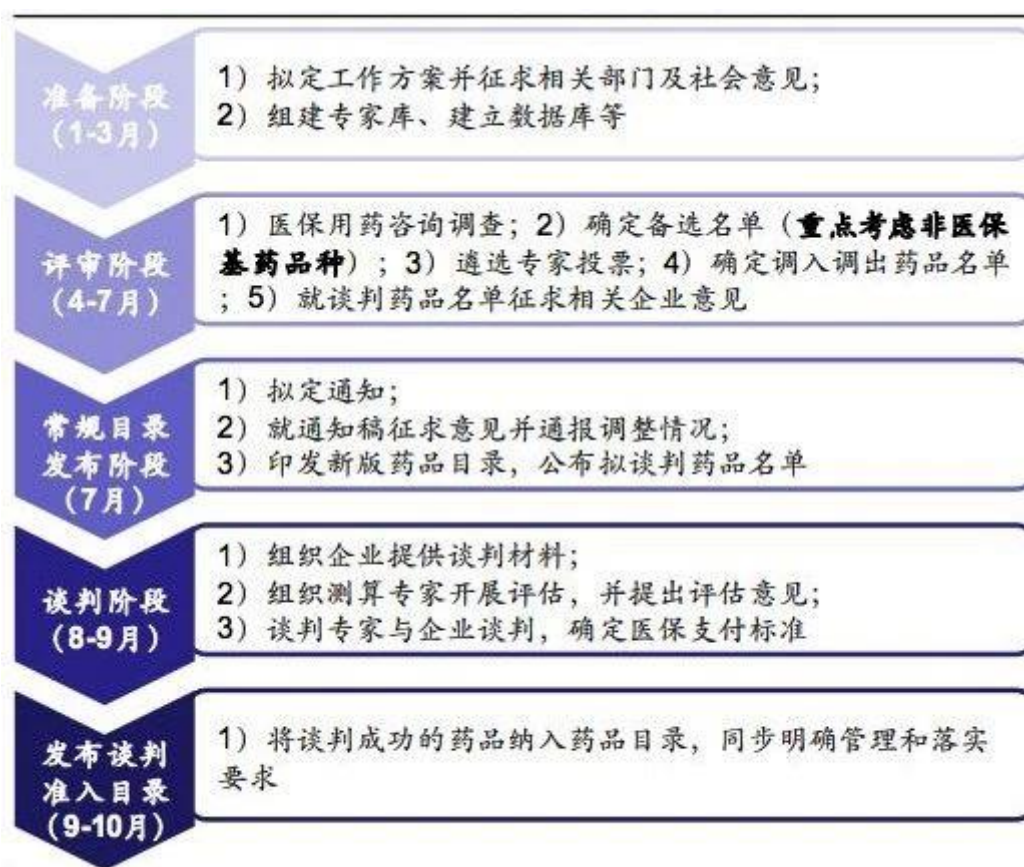 准备阶段
（1-3月）
1）拟定工作方案并征求相关部门及社会意见；
2）组建专家库、建立数据库等
评审阶段
（4-7月）
1）医保用药咨询调查；2）确定备选名单（重点考虑非医保
基药品种）；3）遴选专家投票；4）确定调入调出药品名单
；5）就谈判药品名单征求相关企业意见
常规目录
发布阶段
（7月）
1）拟定通知；
2）就通知稿征求意见并通报调整情况；
3）印发新版药品目录，公布拟谈判药品名单
谈判阶段
（8-9月）
1）组织企业提供谈判材料；
2）组织测算专家开展评估，并提出评估意见；
3）谈判专家与企业谈判，确定医保支付标准
发布谈判
准入目录
（9-10月）
1）将谈判成功的药品纳入药品目录，同步明确管理和落实
要求